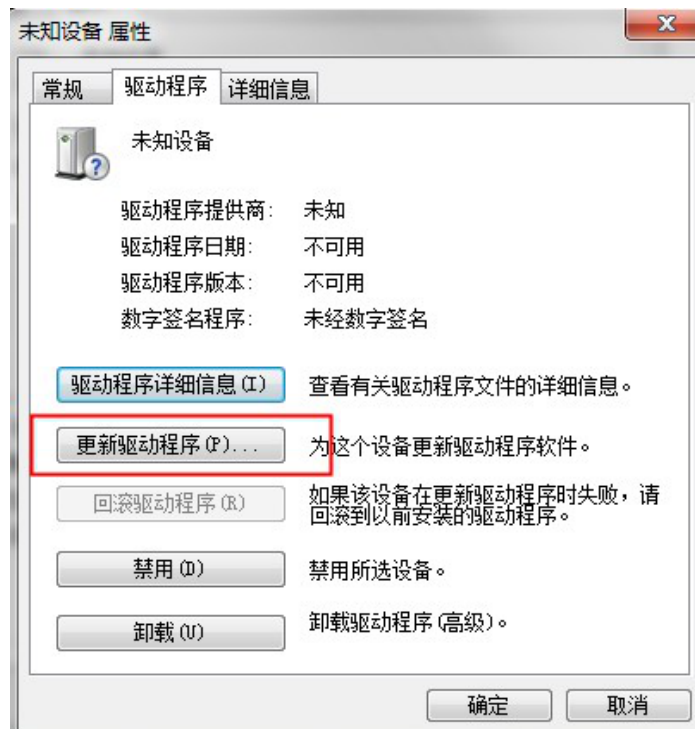 未知设备 属性
常规 驱动程序 详细信息
未知设备
驱动程序提供商: 未知
驱动程序日期: 不可用
驱动程序版本: 不可用
数字签名程序: 未经数字签名
驱动程序详细信息(I) 查看有关驱动程序文件的详细信息。
更新驱动程序(P)... 为这个设备更新驱动程序软件。
回滚驱动程序(R) 如果该设备在更新驱动程序时失败，请
回滚到以前安装的驱动程序。
禁用(D) 禁用所选设备。
卸载(U) 卸载驱动程序(高级)。
确定 取消